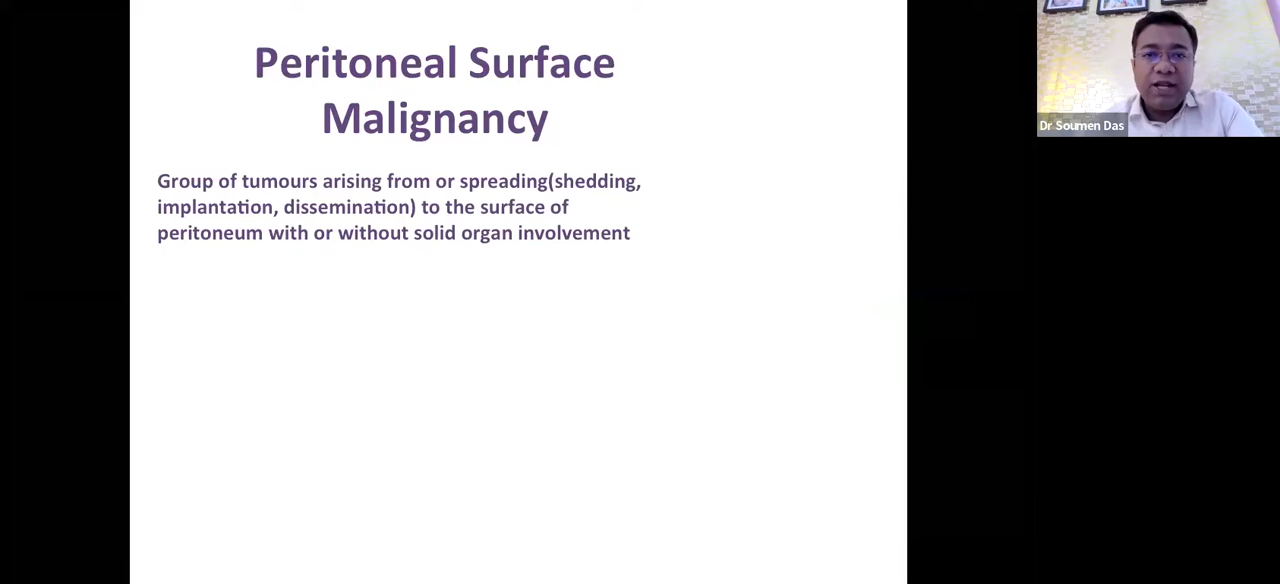 Peritoneal Surface
Malignancy
Group of tumours arising from or spreading(shedding,
implantation, dissemination) to the surface of
peritoneum with or without solid organ involvement
Dr Soumen Das